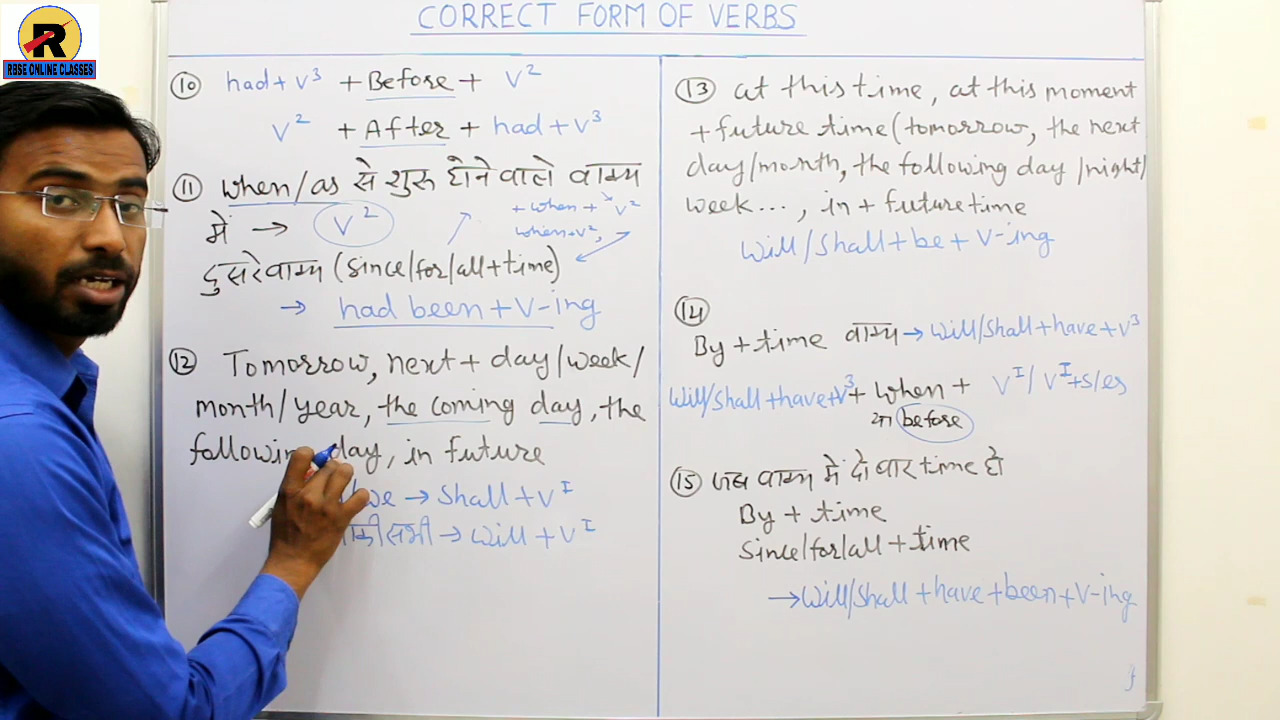 R
RBSE ONLINE CLASSES
CORRECT FORM OF VERBS
⑩ had + V³ + Before + V²
V² + After + had + V³
⑪ when/as से शुरू होने वाले वाक्य
में → V²
+ when + V²
when + V²,
दुसरे वाक्य (since/for/all + time)
→ had been + V-ing
⑫ Tomorrow, next + day/week/
month/year, the coming day, the
following day, in future
we → shall + V^I
सभी → will + V^I
⑬ at this time, at this moment
+ future time (tomorrow, the next
day/month, the following day/night/
week..., in + future time
Will/Shall + be + V-ing
⑭
By + time वाक्य → Will/Shall + have + V³
Will/Shall + have + V³ + when + V^I / V^I + s/es
या before
⑮ जब वाक्य में दो बार time हो
By + time
Since/for/all + time
→ Will/Shall + have + been + V-ing